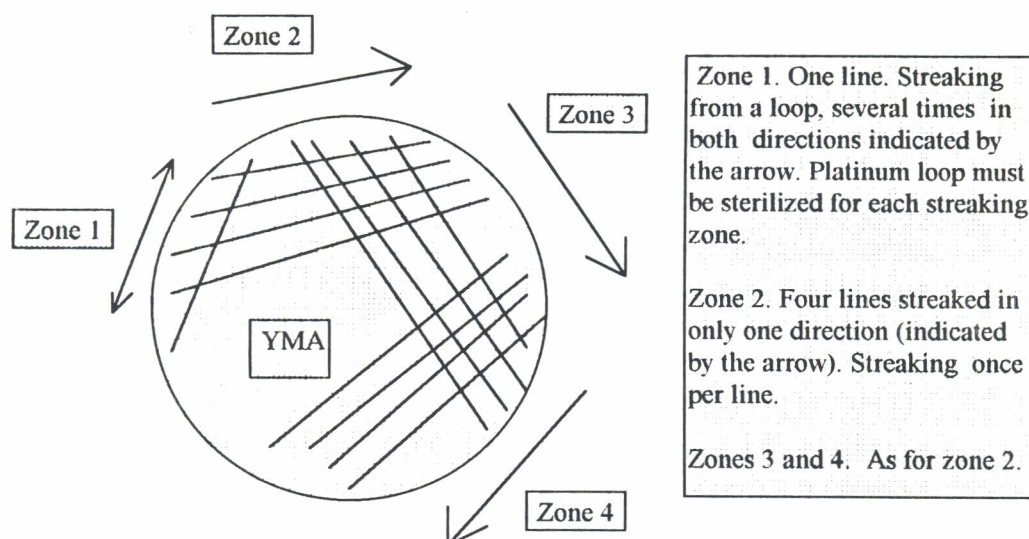 Zone 2
Zone 3
Zone 1
YMA
Zone 4
Zone 1. One line. Streaking
from a loop, several times in
both directions indicated by
the arrow. Platinum loop must
be sterilized for each streaking
zone.
Zone 2. Four lines streaked in
only one direction (indicated
by the arrow). Streaking once
per line.
Zones 3 and 4. As for zone 2.